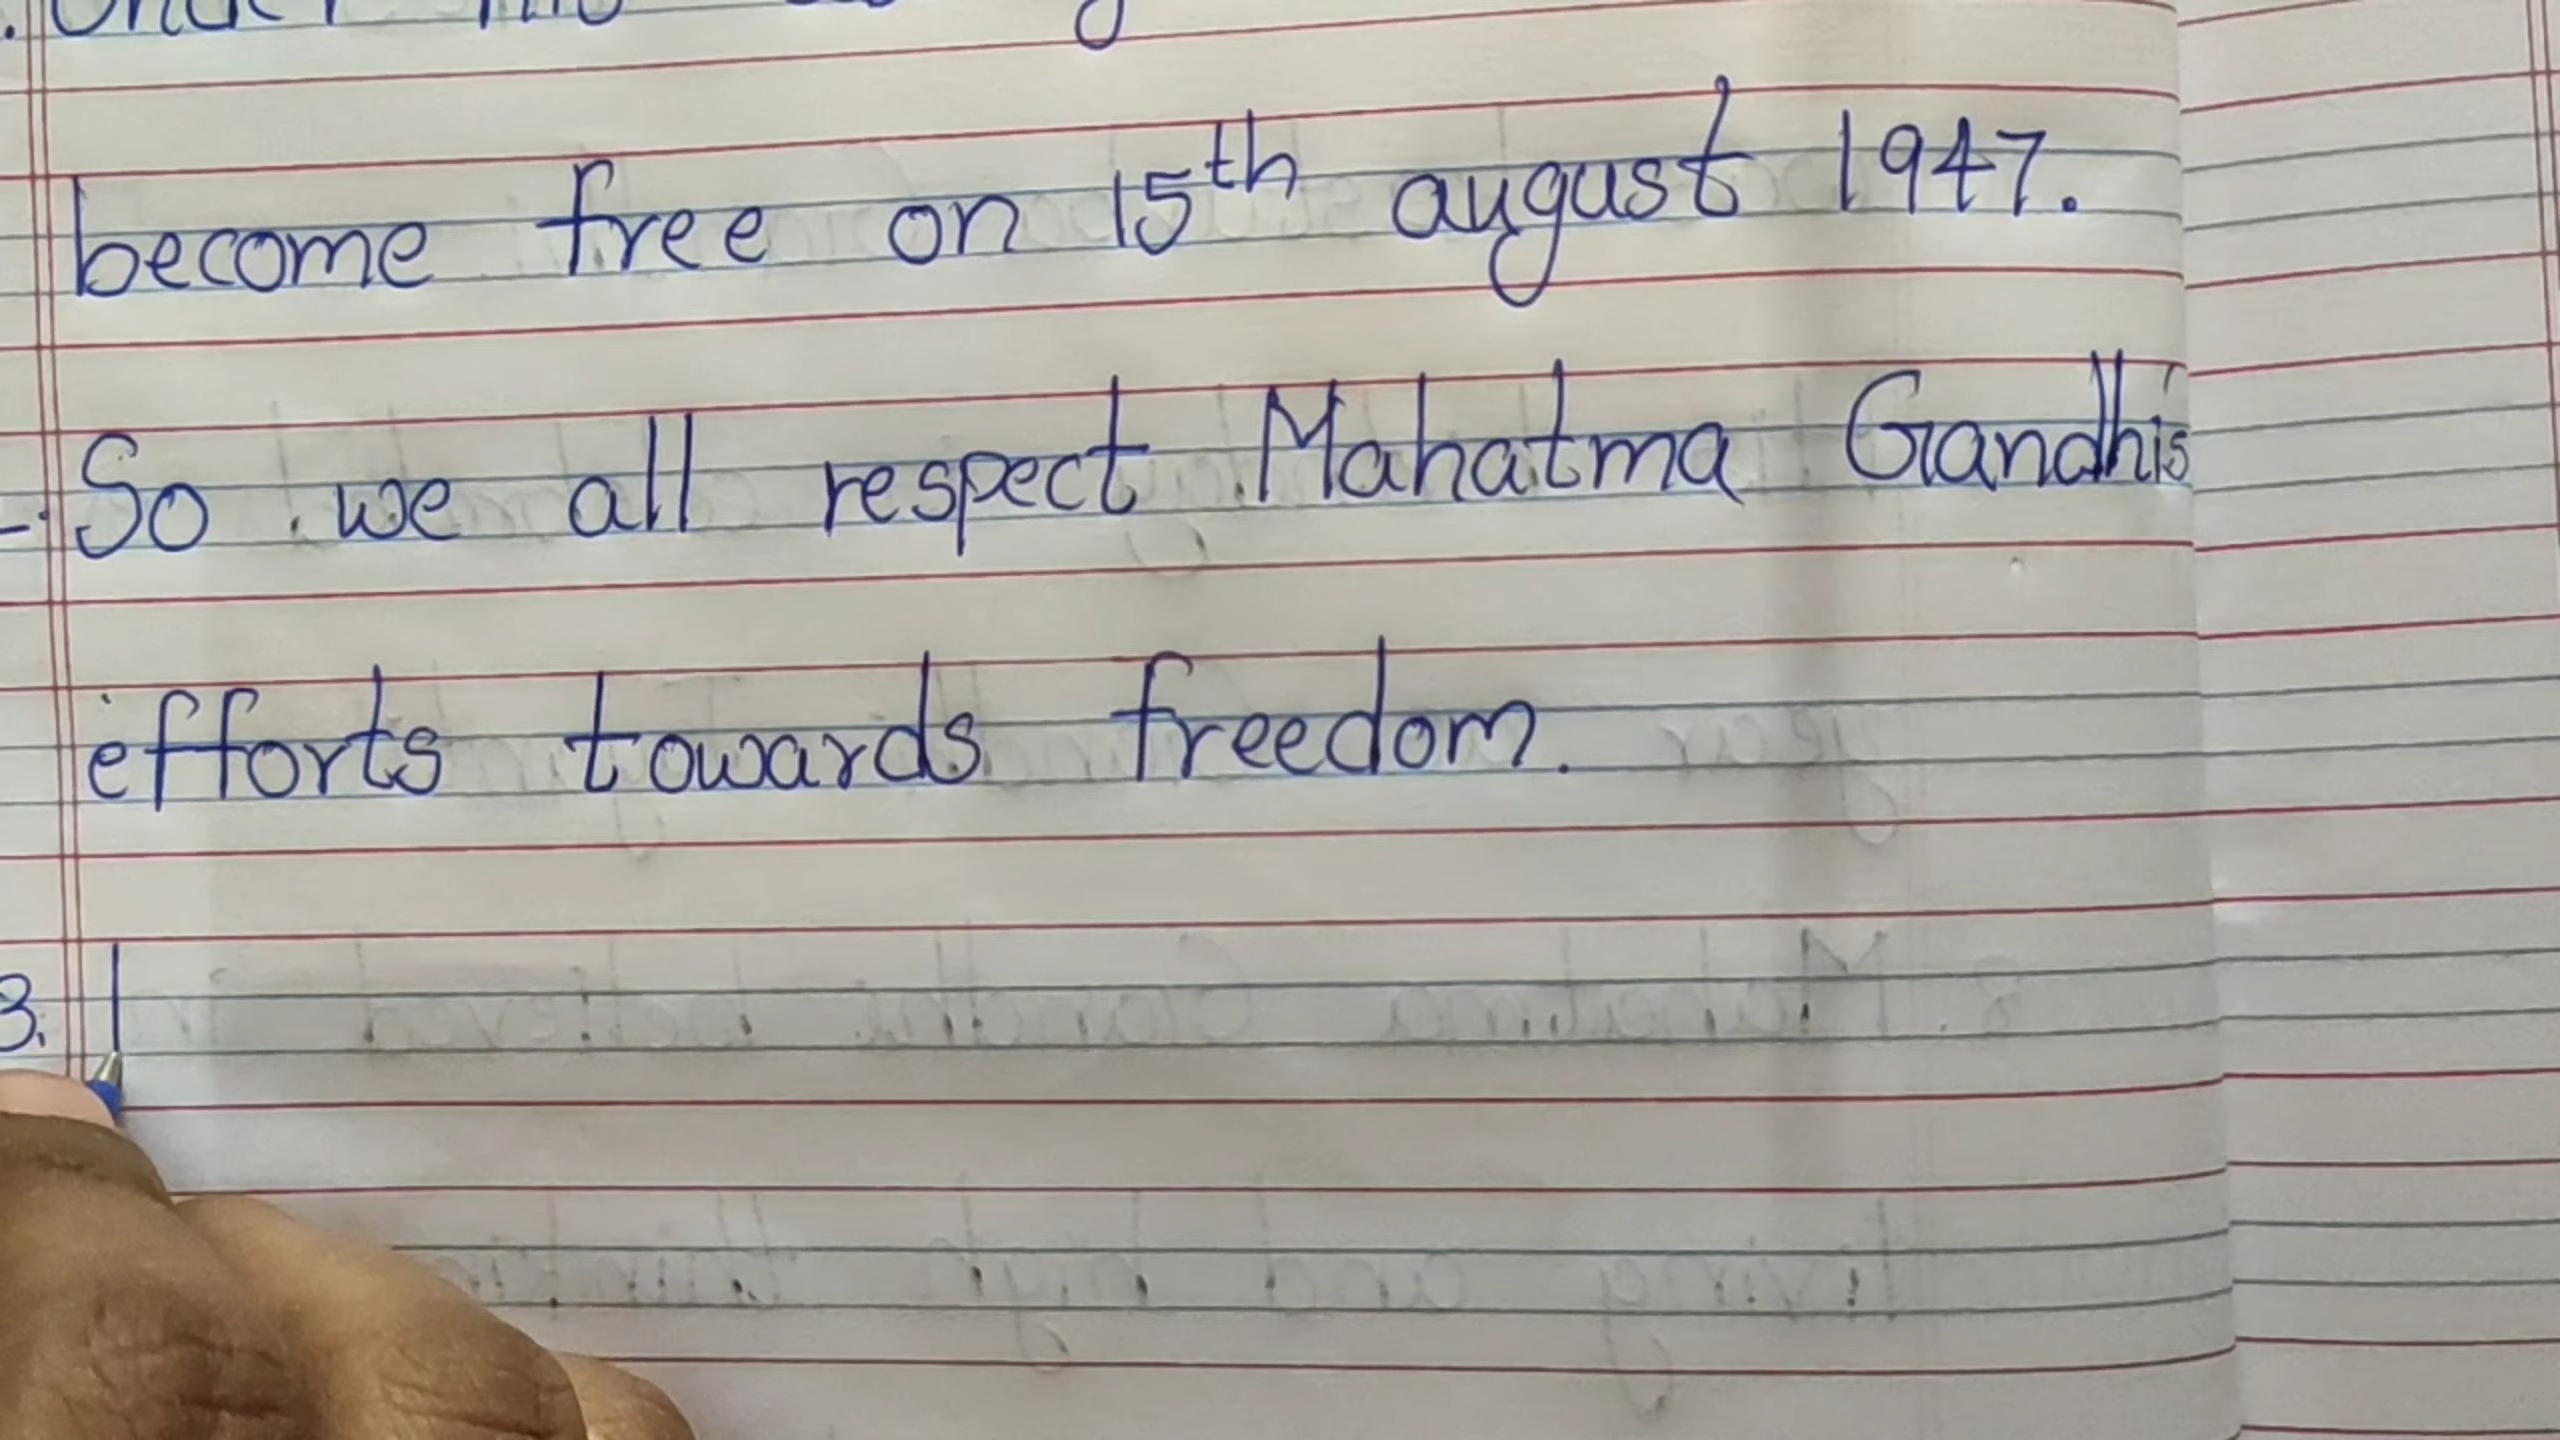 become free on 15th august 1947.
So we all respect Mahatma Gandhis
efforts towards freedom.
3.